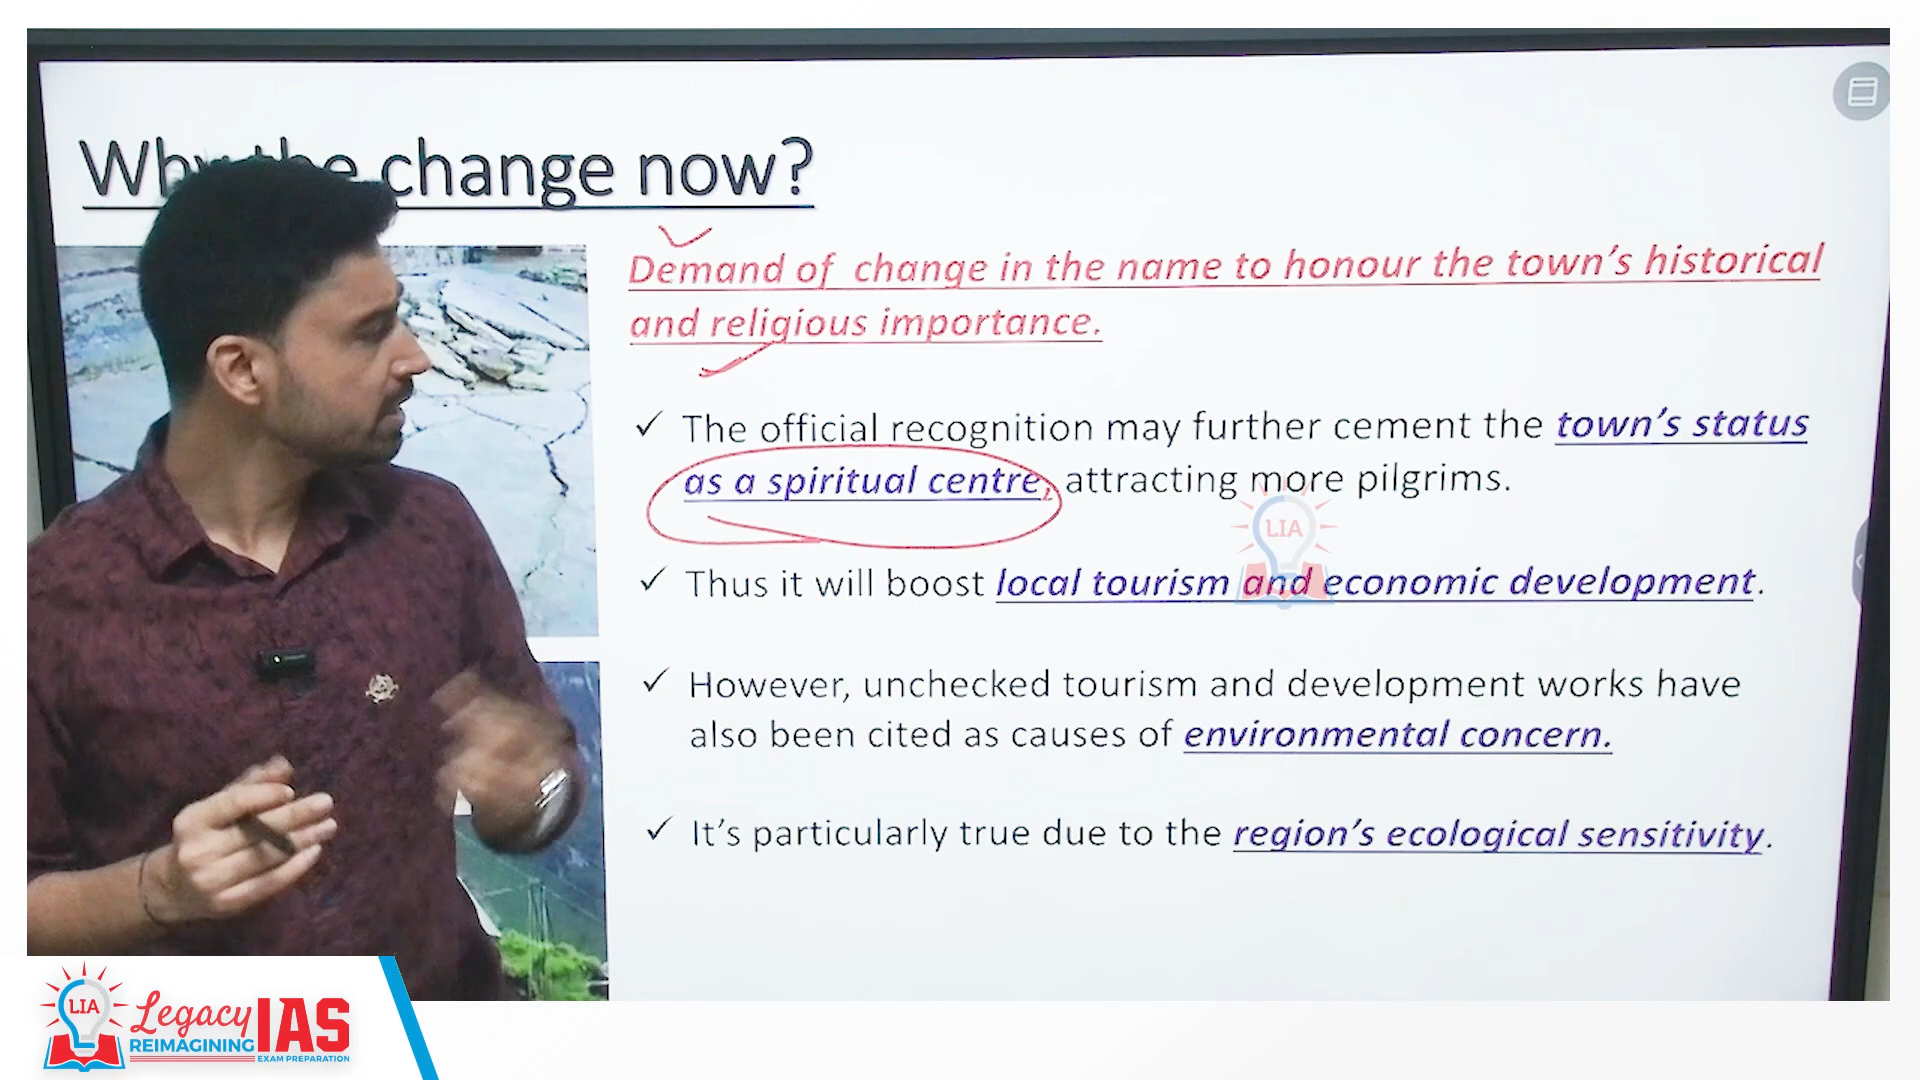 Why the change now?
Demand of change in the name to honour the town's historical
and religious importance.
✓ The official recognition may further cement the town's status
as a spiritual centre, attracting more pilgrims.
LIA
✓ Thus it will boost local tourism and economic development.
✓ However, unchecked tourism and development works have
also been cited as causes of environmental concern.
✓ It's particularly true due to the region's ecological sensitivity.
LIA
Legacy IAS
REIMAGINING
EXAM PREPARATION